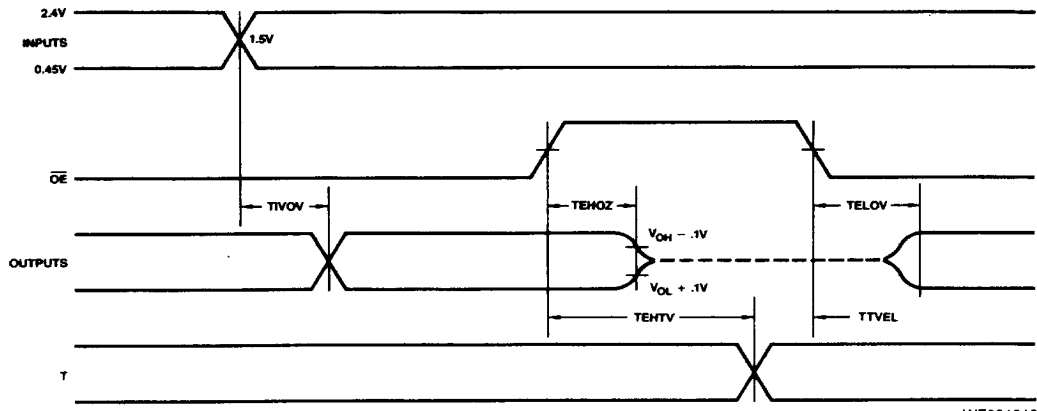 2.4V
INPUTS
1.5V
0.45V
OE
TIVOV
TEHOZ
TELOV
VOH − .1V
OUTPUTS
VOL + .1V
TEHTV
TTVEL
T